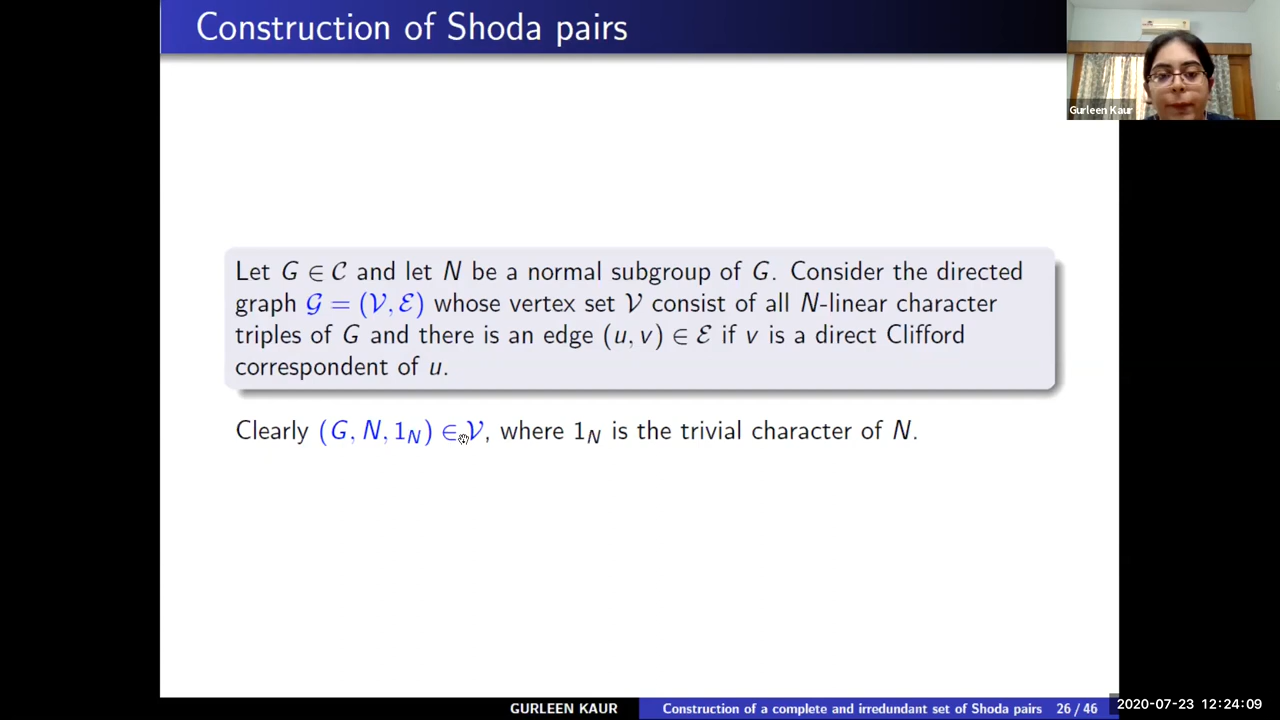 Construction of Shoda pairs
Gurleen Kaur
Let G ∈ 𝒞 and let N be a normal subgroup of G. Consider the directed
graph 𝒢 = (𝒱, ℰ) whose vertex set 𝒱 consist of all N-linear character
triples of G and there is an edge (u, v) ∈ ℰ if v is a direct Clifford
correspondent of u.
Clearly (G, N, 1_N) ∈ 𝒱, where 1_N is the trivial character of N.
GURLEEN KAUR Construction of a complete and irredundant set of Shoda pairs 26 / 46
2020-07-23 12:24:09